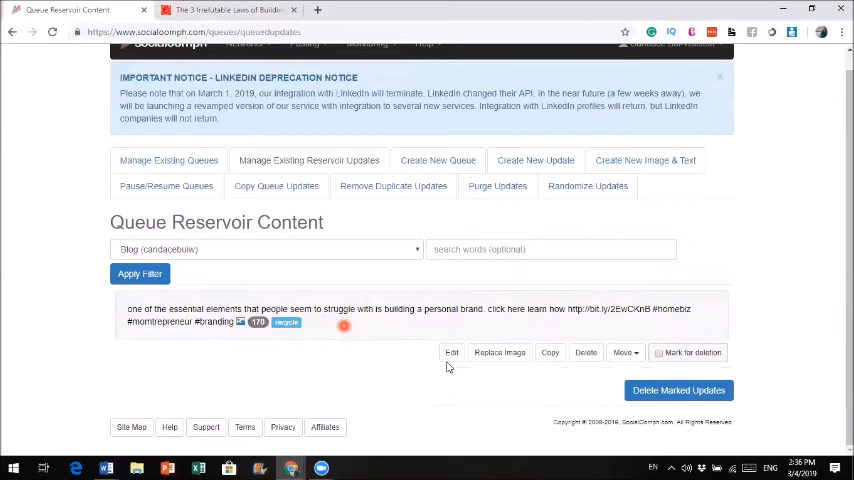 Queue Reservoir Content
The 3 Irrefutable Laws of Buildin
https://www.socialoomph.com/queues/queuedupdates
socialoomph Networks Posting Monitoring Help
IMPORTANT NOTICE - LINKEDIN DEPRECATION NOTICE
Please note that on March 1, 2019, our integration with LinkedIn will terminate. LinkedIn changed their API. In the near future (a few weeks away), we
will be launching a revamped version of our service with integration to several new services. Integration with LinkedIn profiles will return, but LinkedIn
companies will not return.
Manage Existing Queues Manage Existing Reservoir Updates Create New Queue Create New Update Create New Image & Text
Pause/Resume Queues Copy Queue Updates Remove Duplicate Updates Purge Updates Randomize Updates
Queue Reservoir Content
Blog (candacebuiw) search words (optional)
Apply Filter
one of the essential elements that people seem to struggle with is building a personal brand. click here learn how http://bit.ly/2EwCKnB #homebiz
#momtrepreneur #branding 170 recycle
Edit Replace Image Copy Delete Move Mark for deletion
Delete Marked Updates
Site Map Help Support Terms Privacy Affiliates
Copyright © 2008-2019, SocialOomph.com. All Rights Reserved.
EN ENG 2:36 PM
3/4/2019